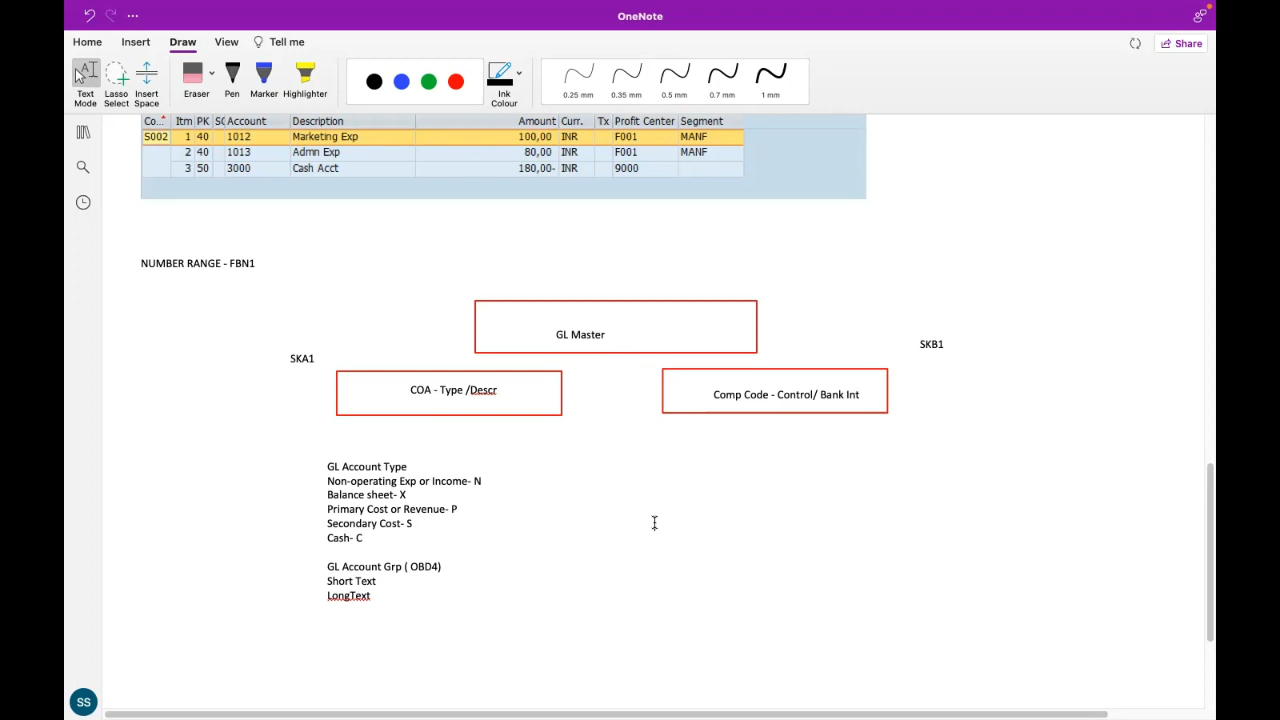 OneNote
Home Insert Draw View Tell me
Share
Text Mode
Lasso Select
Insert Space
Eraser
Pen
Marker
Highlighter
Ink Colour
0.25 mm
0.35 mm
0.5 mm
0.7 mm
1 mm
Co... Itm PK SG Account Description Amount Curr. Tx Profit Center Segment
S002 1 40 1012 Marketing Exp 100,00 INR F001 MANF
2 40 1013 Admn Exp 80,00 INR F001 MANF
3 50 3000 Cash Acct 180,00- INR 9000
NUMBER RANGE - FBN1
GL Master
SKB1
SKA1
COA - Type /Descr
Comp Code - Control/ Bank Int
GL Account Type
Non-operating Exp or Income- N
Balance sheet- X
Primary Cost or Revenue- P
Secondary Cost- S
Cash- C
GL Account Grp ( OBD4)
Short Text
LongText
SS